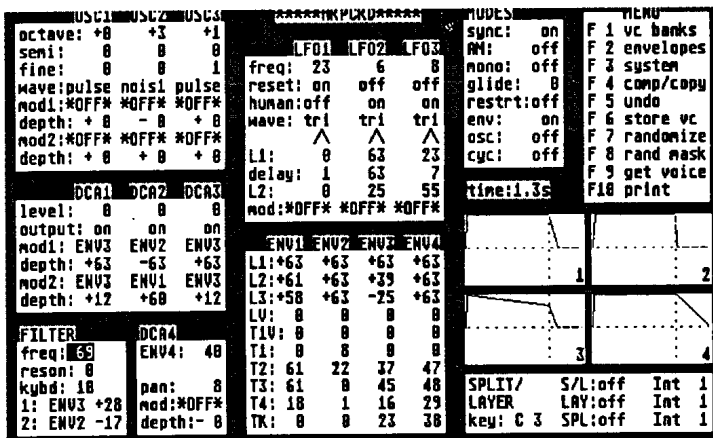 OSC1 OSC2 OSC3
octave: +0 +3 +1
semi: 0 0 0
fine: 0 0 1
wave:pulse nois1 pulse
mod1:*OFF* *OFF* *OFF*
depth: + 0 - 0 + 0
mod2:*OFF* *OFF* *OFF*
depth: + 0 + 0 + 0
DCA1 DCA2 DCA3
level: 0 0 0
output: on on on
mod1: ENV3 ENV2 ENV3
depth: +63 -63 +63
mod2: ENV3 ENV1 ENV3
depth: +12 +60 +12
FILTER
freq: 69
reson: 0
kybd: 18
1: ENV3 +28
2: ENV2 -17
DCA4
ENV4: 40
pan: 8
mod:*OFF*
depth:- 0
LFO1 LFO2 LFO3
freq: 23 6 8
reset: on off off
human:off on on
wave: tri tri tri
L1: 0 63 23
delay: 1 63 7
L2: 0 25 55
mod:*OFF* *OFF* *OFF*
ENV1 ENV2 ENV3 ENV4
L1:+63 +63 +63 +63
L2:+61 +63 +39 +63
L3:+58 +63 -25 +63
LV: 0 0 0 0
T1V: 0 0 0 0
T1: 0 8 0 0
T2: 61 22 37 47
T3: 61 0 45 48
T4: 18 1 16 29
TK: 0 0 23 38
MODES
sync: on
AM: off
mono: off
glide: 0
restrt:off
env: on
osc: off
cyc: off
time:1.3s
MENU
F 1 vc banks
F 2 envelopes
F 3 system
F 4 comp/copy
F 5 undo
F 6 store vc
F 7 randomize
F 8 rand mask
F 9 get voice
F10 print
1
2
3
4
SPLIT/ S/L:off Int 1
LAYER LAY:off Int 1
key: C 3 SPL:off Int 1